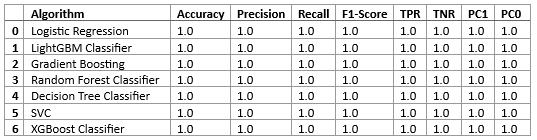 Algorithm Accuracy Precision Recall F1-Score TPR TNR PC1 PC0
0 Logistic Regression 1.0 1.0 1.0 1.0 1.0 1.0 1.0 1.0
1 LightGBM Classifier 1.0 1.0 1.0 1.0 1.0 1.0 1.0 1.0
2 Gradient Boosting 1.0 1.0 1.0 1.0 1.0 1.0 1.0 1.0
3 Random Forest Classifier 1.0 1.0 1.0 1.0 1.0 1.0 1.0 1.0
4 Decision Tree Classifier 1.0 1.0 1.0 1.0 1.0 1.0 1.0 1.0
5 SVC 1.0 1.0 1.0 1.0 1.0 1.0 1.0 1.0
6 XGBoost Classifier 1.0 1.0 1.0 1.0 1.0 1.0 1.0 1.0